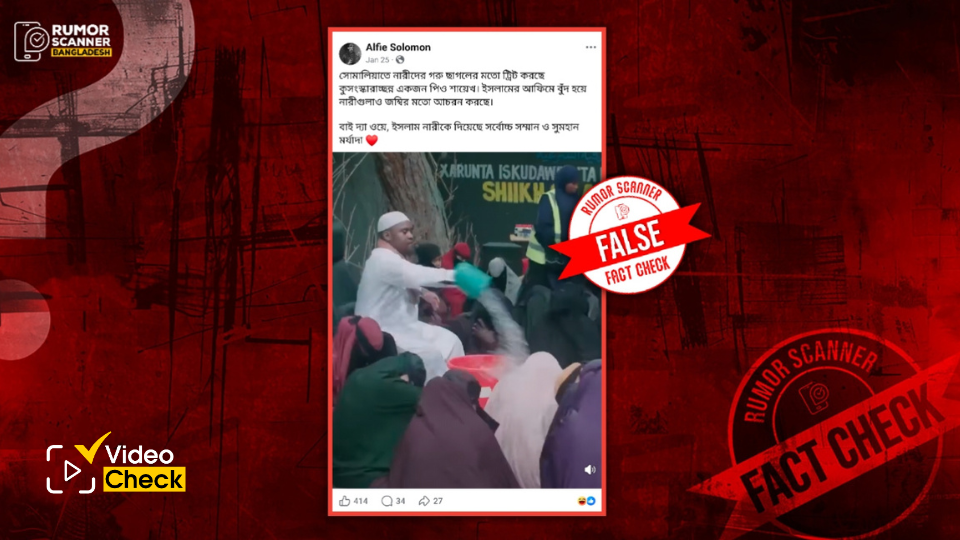 RUMOR
SCANNER
BANGLADESH
Alfie Solomon
Jan 25
সোমালিয়াতে নারীদের গরু ছাগলের মতো ট্রিট করছে
কুসংস্কারাচ্ছন্ন একজন পিও শায়েখ। ইসলামের আফিমে বুঁদ হয়ে
নারীগুলাও জম্বির মতো আচরন করছে।
বাই দ্যা ওয়ে, ইসলাম নারীকে দিয়েছে সর্বোচ্চ সম্মান ও সুমহান
মর্যাদা ❤️
XARUNTA ISKUDAW
SHIIKH
RUMOR SCANNER
FALSE
FACT CHECK
414 34 27
Video
Check
RUMOR SCANNER
FACT CHECK